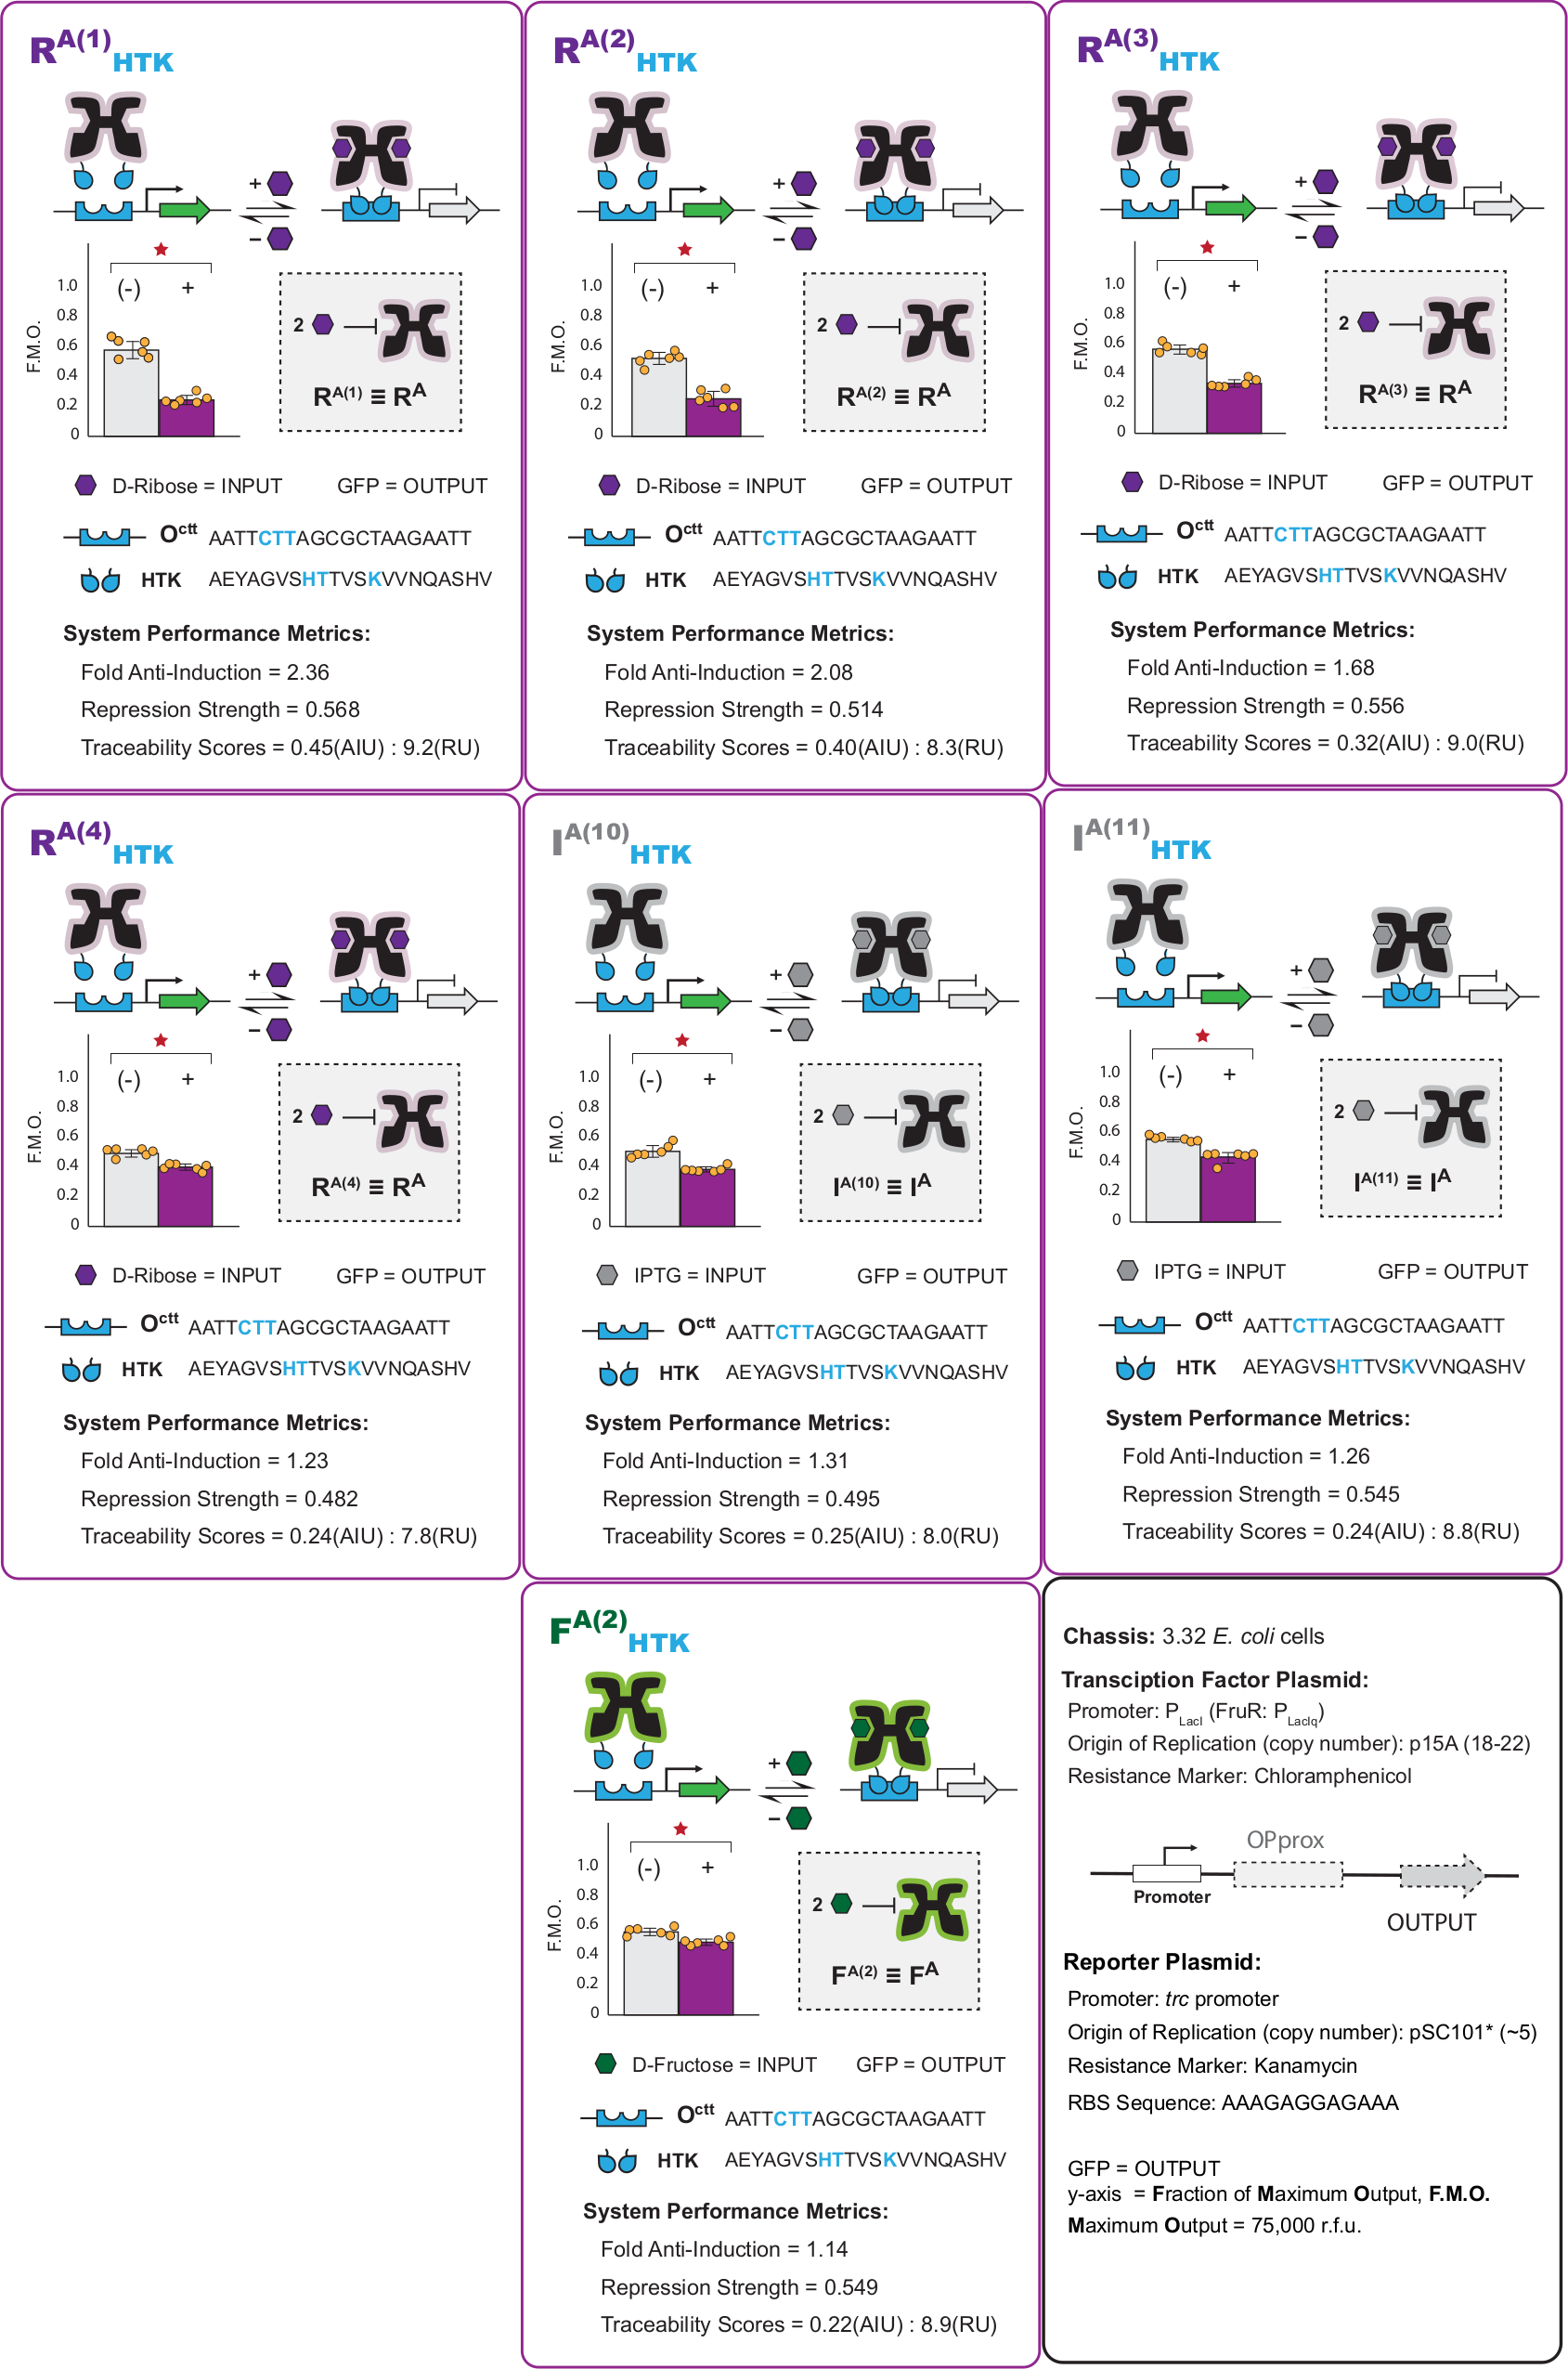 R^A(1) HTK
+
−
F.M.O.
1.0
0.8
0.6
0.4
0.2
0
(-) +
2
R^A(1) ≡ R^A
D-Ribose = INPUT GFP = OUTPUT
O^ctt AATTCTTAGCGCTAAGAATT
HTK AEYAGVSHTTVSKVVNQASHV
System Performance Metrics:
Fold Anti-Induction = 2.36
Repression Strength = 0.568
Traceability Scores = 0.45(AIU) : 9.2(RU)
R^A(2) HTK
+
−
F.M.O.
1.0
0.8
0.6
0.4
0.2
0
(-) +
2
R^A(2) ≡ R^A
D-Ribose = INPUT GFP = OUTPUT
O^ctt AATTCTTAGCGCTAAGAATT
HTK AEYAGVSHTTVSKVVNQASHV
System Performance Metrics:
Fold Anti-Induction = 2.08
Repression Strength = 0.514
Traceability Scores = 0.40(AIU) : 8.3(RU)
R^A(3) HTK
+
−
F.M.O.
1.0
0.8
0.6
0.4
0.2
0
(-) +
2
R^A(3) ≡ R^A
D-Ribose = INPUT GFP = OUTPUT
O^ctt AATTCTTAGCGCTAAGAATT
HTK AEYAGVSHTTVSKVVNQASHV
System Performance Metrics:
Fold Anti-Induction = 1.68
Repression Strength = 0.556
Traceability Scores = 0.32(AIU) : 9.0(RU)
R^A(4) HTK
+
−
F.M.O.
1.0
0.8
0.6
0.4
0.2
0
(-) +
2
R^A(4) ≡ R^A
D-Ribose = INPUT GFP = OUTPUT
O^ctt AATTCTTAGCGCTAAGAATT
HTK AEYAGVSHTTVSKVVNQASHV
System Performance Metrics:
Fold Anti-Induction = 1.23
Repression Strength = 0.482
Traceability Scores = 0.24(AIU) : 7.8(RU)
I^A(10) HTK
+
−
F.M.O.
1.0
0.8
0.6
0.4
0.2
0
(-) +
2
I^A(10) ≡ I^A
IPTG = INPUT GFP = OUTPUT
O^ctt AATTCTTAGCGCTAAGAATT
HTK AEYAGVSHTTVSKVVNQASHV
System Performance Metrics:
Fold Anti-Induction = 1.31
Repression Strength = 0.495
Traceability Scores = 0.25(AIU) : 8.0(RU)
I^A(11) HTK
+
−
F.M.O.
1.0
0.8
0.6
0.4
0.2
0
(-) +
2
I^A(11) ≡ I^A
IPTG = INPUT GFP = OUTPUT
O^ctt AATTCTTAGCGCTAAGAATT
HTK AEYAGVSHTTVSKVVNQASHV
System Performance Metrics:
Fold Anti-Induction = 1.26
Repression Strength = 0.545
Traceability Scores = 0.24(AIU) : 8.8(RU)
F^A(2) HTK
+
−
F.M.O.
1.0
0.8
0.6
0.4
0.2
0
(-) +
2
F^A(2) ≡ F^A
D-Fructose = INPUT GFP = OUTPUT
O^ctt AATTCTTAGCGCTAAGAATT
HTK AEYAGVSHTTVSKVVNQASHV
System Performance Metrics:
Fold Anti-Induction = 1.14
Repression Strength = 0.549
Traceability Scores = 0.22(AIU) : 8.9(RU)
Chassis: 3.32 E. coli cells
Transciption Factor Plasmid:
Promoter: P_LacI (FruR: P_LacIq)
Origin of Replication (copy number): p15A (18-22)
Resistance Marker: Chloramphenicol
OPprox
Promoter
OUTPUT
Reporter Plasmid:
Promoter: trc promoter
Origin of Replication (copy number): pSC101* (~5)
Resistance Marker: Kanamycin
RBS Sequence: AAAGAGGAGAAA
GFP = OUTPUT
y-axis = Fraction of Maximum Output, F.M.O.
Maximum Output = 75,000 r.f.u.